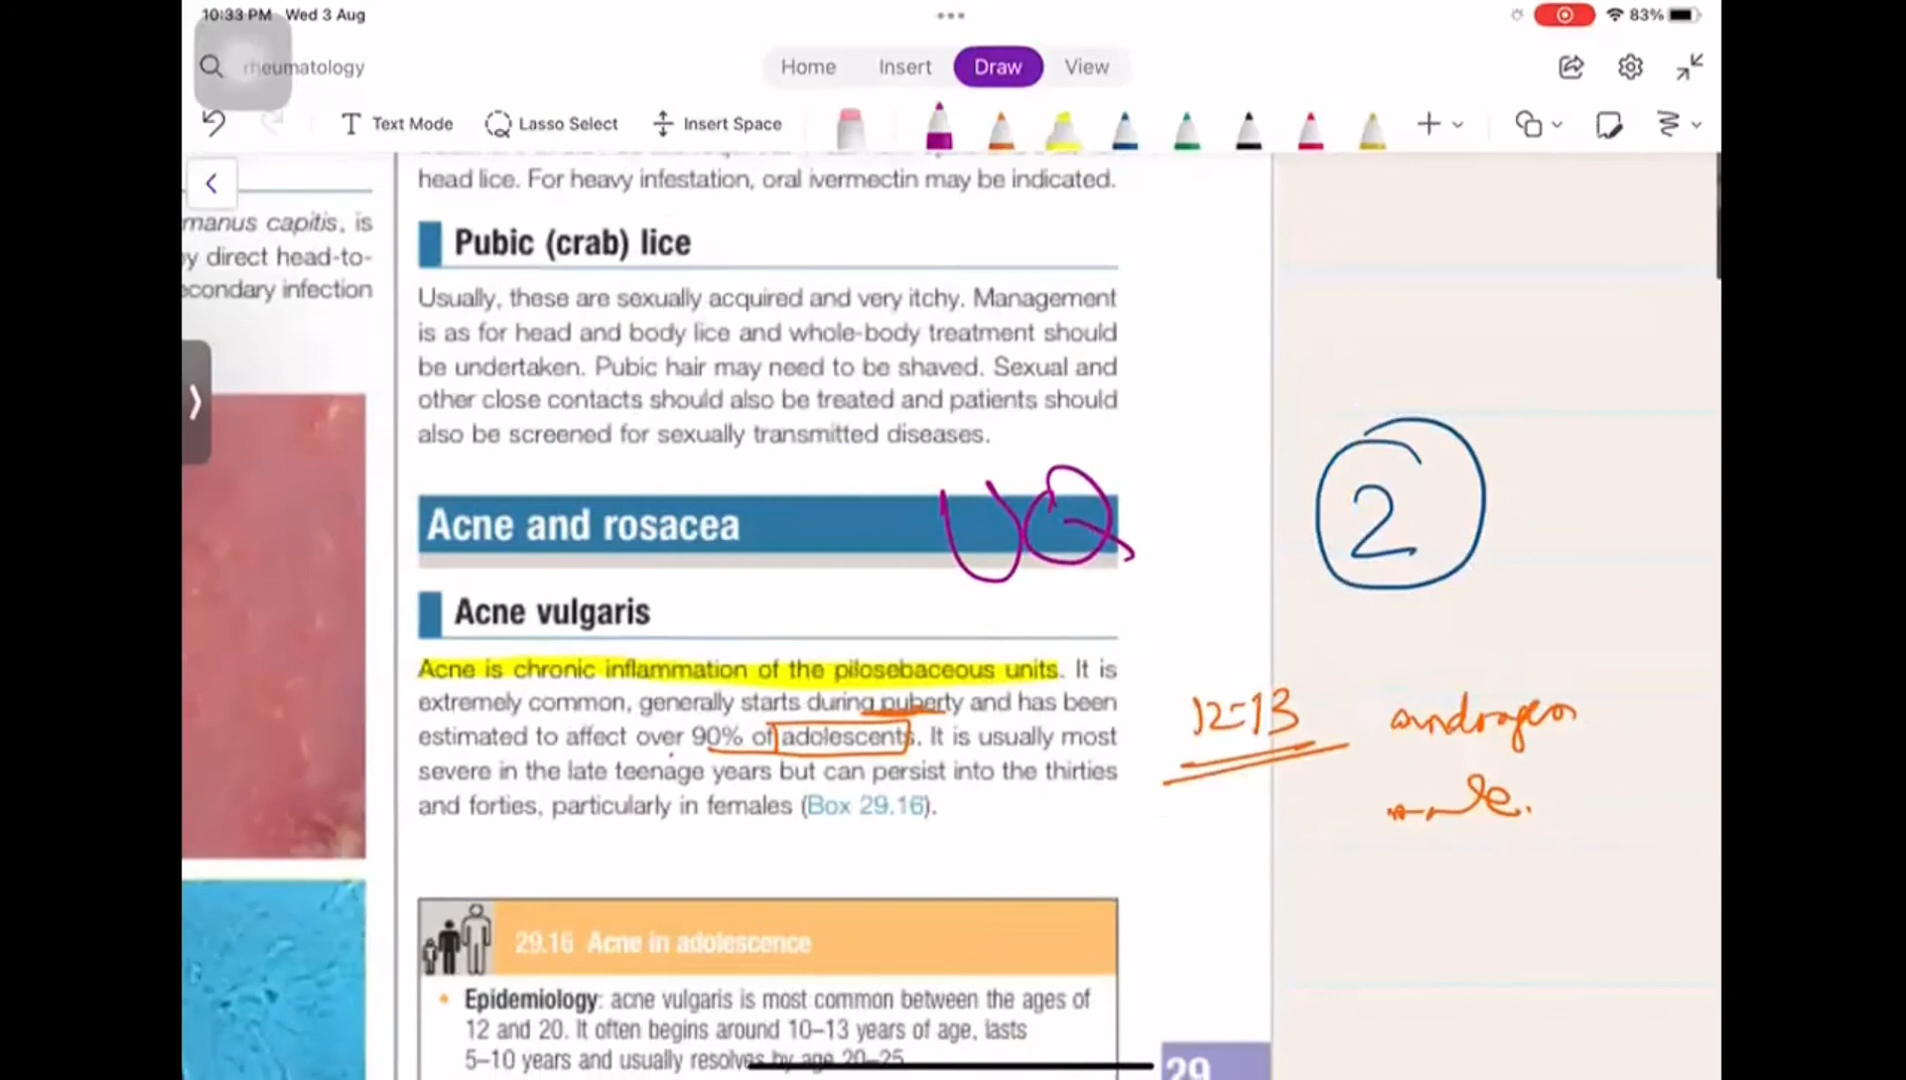 10:33 PM Wed 3 Aug
83%
rheumatology
Home Insert Draw View
Text Mode Lasso Select Insert Space
manus capitis, is
y direct head-to-
econdary infection
head lice. For heavy infestation, oral ivermectin may be indicated.
Pubic (crab) lice
Usually, these are sexually acquired and very itchy. Management
is as for head and body lice and whole-body treatment should
be undertaken. Pubic hair may need to be shaved. Sexual and
other close contacts should also be treated and patients should
also be screened for sexually transmitted diseases.
UQ
2
Acne and rosacea
Acne vulgaris
Acne is chronic inflammation of the pilosebaceous units. It is
extremely common, generally starts during puberty and has been
estimated to affect over 90% of adolescents. It is usually most
severe in the late teenage years but can persist into the thirties
and forties, particularly in females (Box 29.16).
12-13 androgen
29.16 Acne in adolescence
• Epidemiology: acne vulgaris is most common between the ages of
12 and 20. It often begins around 10–13 years of age, lasts
5–10 years and usually resolves by age 20–25.
29